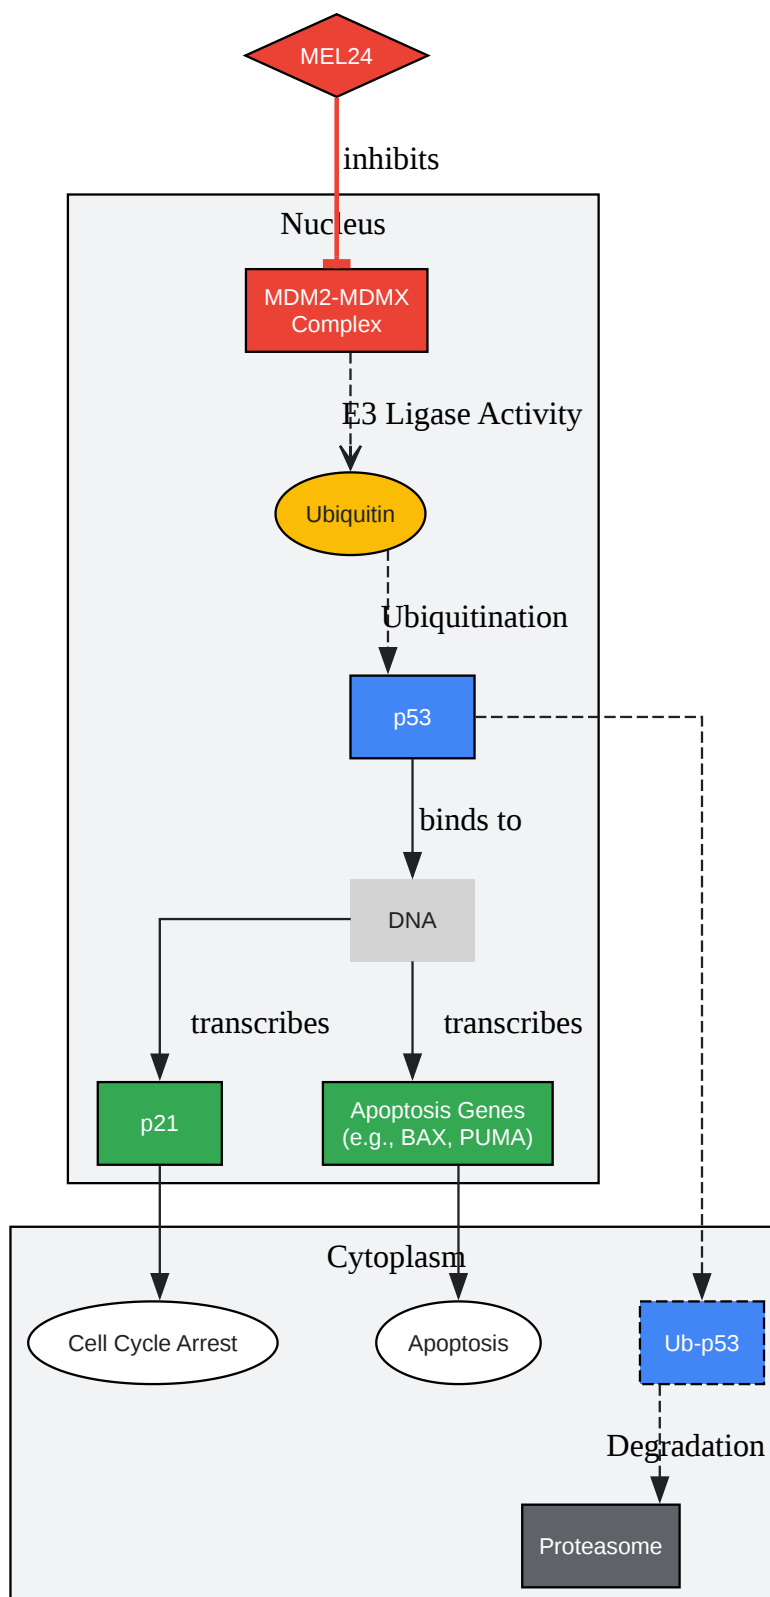 MEL24
inhibits
Nucleus
MDM2-MDMX
Complex
E3 Ligase Activity
Ubiquitin
Ubiquitination
p53
binds to
DNA
transcribes
transcribes
p21
Apoptosis Genes
(e.g., BAX, PUMA)
Cytoplasm
Cell Cycle Arrest
Apoptosis
Ub-p53
Degradation
Proteasome